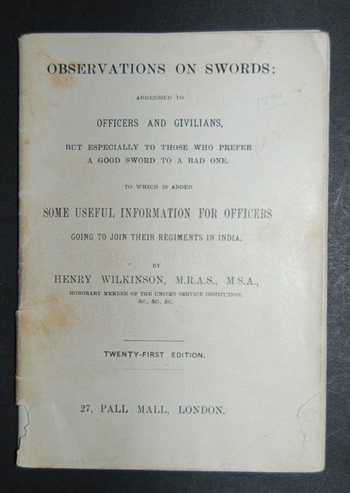 OBSERVATIONS ON SWORDS;
ADDRESSED TO
OFFICERS AND CIVILIANS,
BUT ESPECIALLY TO THOSE WHO PREFER
A GOOD SWORD TO A BAD ONE.
TO WHICH IS ADDED
SOME USEFUL INFORMATION FOR OFFICERS
GOING TO JOIN THEIR REGIMENTS IN INDIA.
BY
HENRY WILKINSON, M.R.A.S., M.S.A.,
HONORARY MEMBER OF THE UNITED SERVICE INSTITUTION,
&C., &C., &C.
TWENTY-FIRST EDITION.
27, PALL MALL, LONDON.